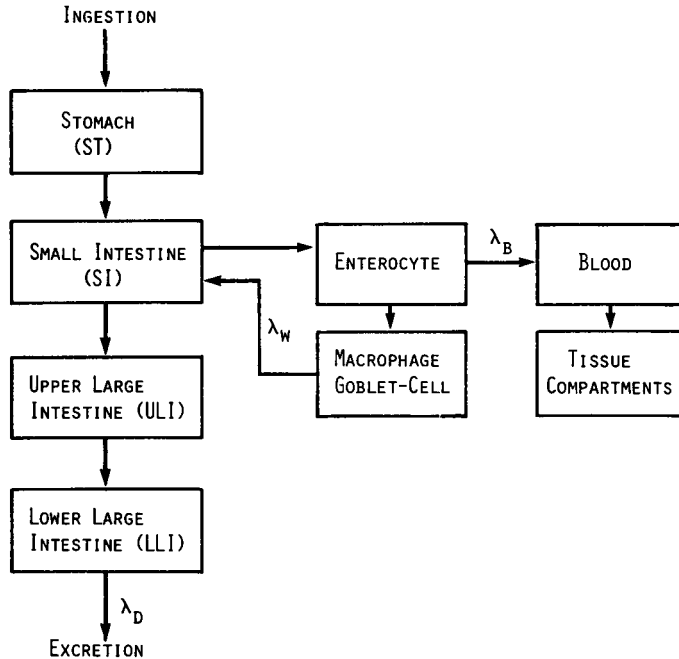 INGESTION
STOMACH
(ST)
SMALL INTESTINE
(SI)
ENTEROCYTE
λB
BLOOD
λW
MACROPHAGE
GOBLET-CELL
TISSUE
COMPARTMENTS
UPPER LARGE
INTESTINE (ULI)
LOWER LARGE
INTESTINE (LLI)
λD
EXCRETION